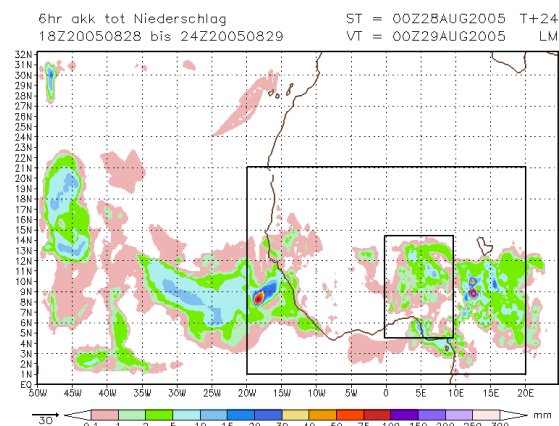 6hr akk tot Niederschlag ST = 00Z28AUG2005 T+24
18Z20050828 bis 24Z20050829 VT = 00Z29AUG2005 LM
32N
31N
30N
29N
28N
27N
26N
25N
24N
23N
22N
21N
20N
19N
18N
17N
16N
15N
14N
13N
12N
11N
10N
9N
8N
7N
6N
5N
4N
3N
2N
1N
EQ
50W 45W 40W 35W 30W 25W 20W 15W 10W 5W 0 5E 10E 15E 20E
30 0.1 1 2 5 10 15 20 30 40 50 75 100 150 200 250 300 mm